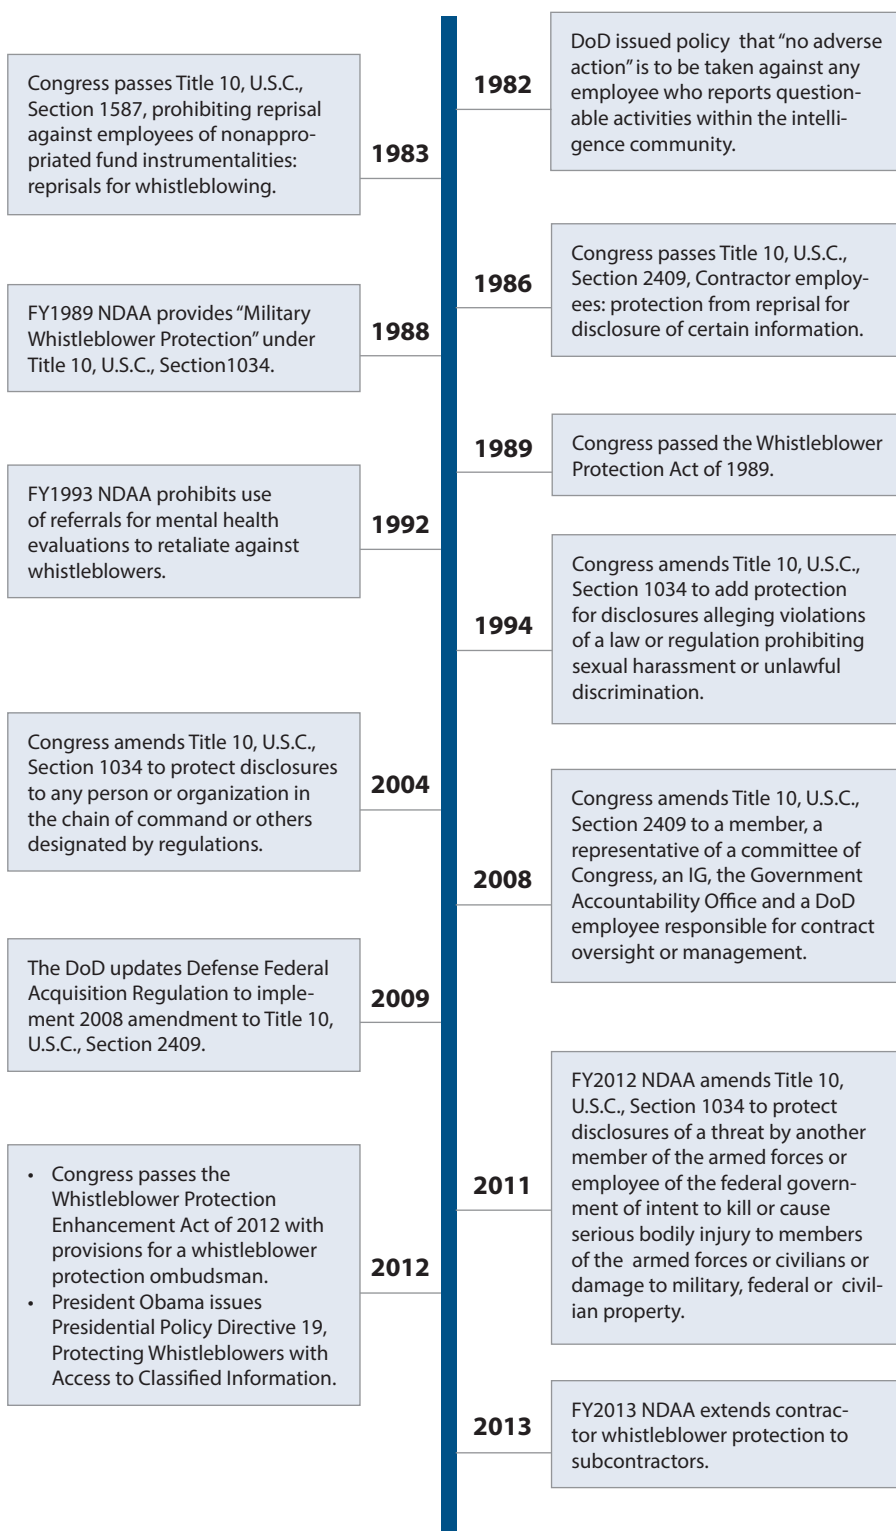 1982
DoD issued policy that “no adverse
action” is to be taken against any
employee who reports question-
able activities within the intelli-
gence community.
Congress passes Title 10, U.S.C.,
Section 1587, prohibiting reprisal
against employees of nonappro-
priated fund instrumentalities:
reprisals for whistleblowing.
1983
1986
Congress passes Title 10, U.S.C.,
Section 2409, Contractor employ-
ees: protection from reprisal for
disclosure of certain information.
FY1989 NDAA provides “Military
Whistleblower Protection” under
Title 10, U.S.C., Section1034.
1988
1989
Congress passed the Whistleblower
Protection Act of 1989.
FY1993 NDAA prohibits use
of referrals for mental health
evaluations to retaliate against
whistleblowers.
1992
1994
Congress amends Title 10, U.S.C.,
Section 1034 to add protection
for disclosures alleging violations
of a law or regulation prohibiting
sexual harassment or unlawful
discrimination.
Congress amends Title 10, U.S.C.,
Section 1034 to protect disclosures
to any person or organization in
the chain of command or others
designated by regulations.
2004
2008
Congress amends Title 10, U.S.C.,
Section 2409 to a member, a
representative of a committee of
Congress, an IG, the Government
Accountability Office and a DoD
employee responsible for contract
oversight or management.
The DoD updates Defense Federal
Acquisition Regulation to imple-
ment 2008 amendment to Title 10,
U.S.C., Section 2409.
2009
2011
FY2012 NDAA amends Title 10,
U.S.C., Section 1034 to protect
disclosures of a threat by another
member of the armed forces or
employee of the federal govern-
ment of intent to kill or cause
serious bodily injury to members
of the armed forces or civilians or
damage to military, federal or civil-
ian property.
• Congress passes the
Whistleblower Protection
Enhancement Act of 2012 with
provisions for a whistleblower
protection ombudsman.
• President Obama issues
Presidential Policy Directive 19,
Protecting Whistleblowers with
Access to Classified Information.
2012
2013
FY2013 NDAA extends contrac-
tor whistleblower protection to
subcontractors.